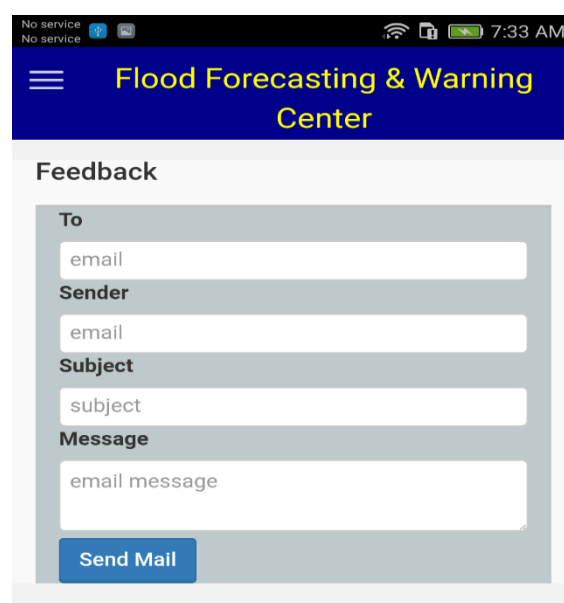 No service
No service
7:33 AM
Flood Forecasting & Warning
Center
Feedback
To
email
Sender
email
Subject
subject
Message
email message
Send Mail